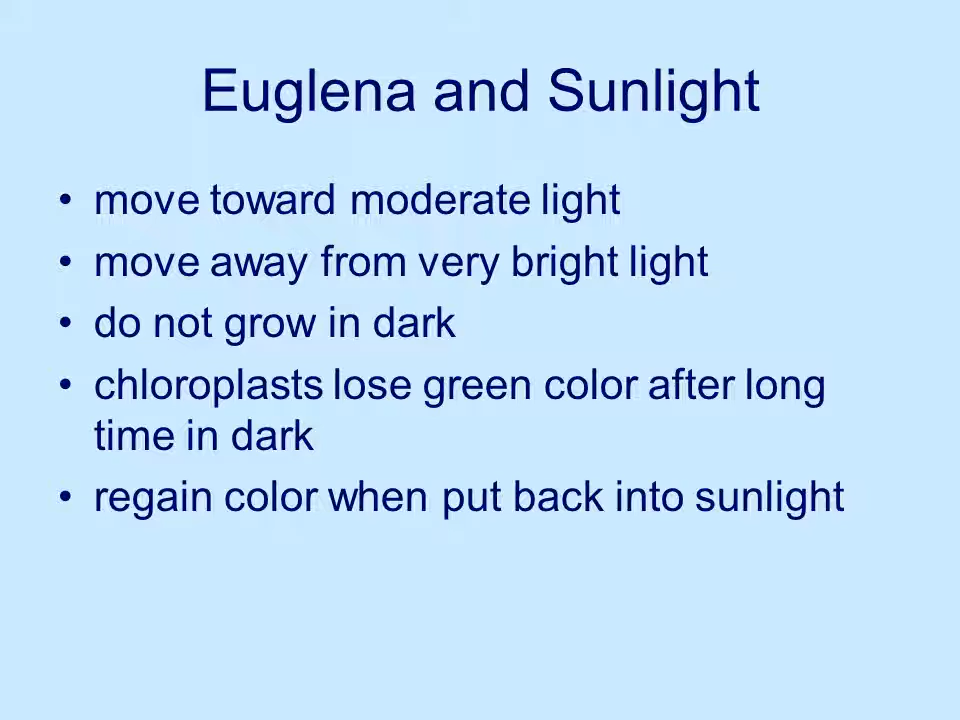 Euglena and Sunlight
• move toward moderate light
• move away from very bright light
• do not grow in dark
• chloroplasts lose green color after long
time in dark
• regain color when put back into sunlight